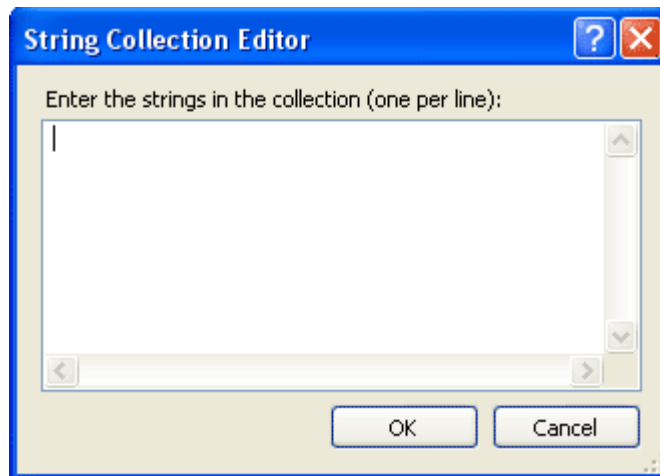 String Collection Editor
?
Enter the strings in the collection (one per line):
OK
Cancel